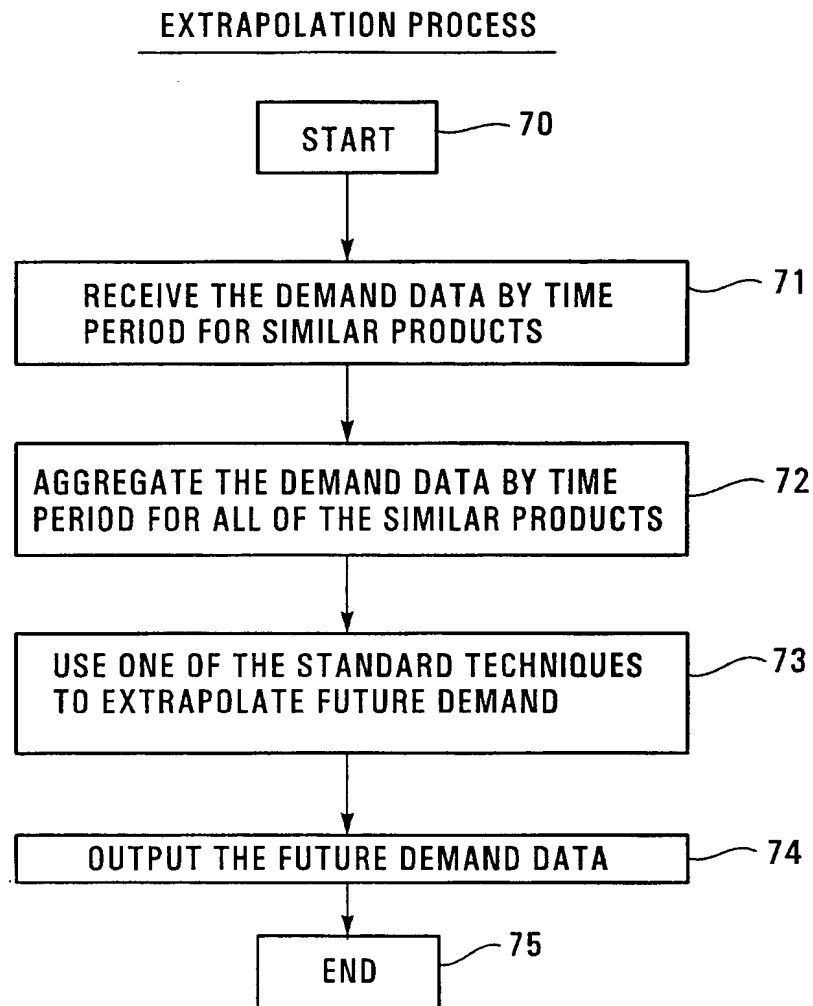 EXTRAPOLATION PROCESS
START
70
RECEIVE THE DEMAND DATA BY TIME
PERIOD FOR SIMILAR PRODUCTS
71
AGGREGATE THE DEMAND DATA BY TIME
PERIOD FOR ALL OF THE SIMILAR PRODUCTS
72
USE ONE OF THE STANDARD TECHNIQUES
TO EXTRAPOLATE FUTURE DEMAND
73
OUTPUT THE FUTURE DEMAND DATA
74
END
75